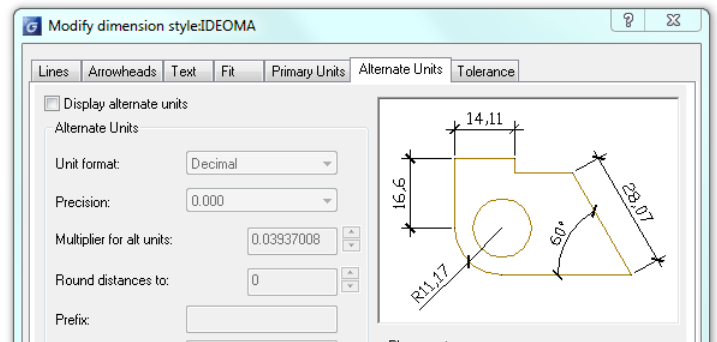 Modify dimension style:IDEOMA
Lines Arrowheads Text Fit Primary Units Alternate Units Tolerance
Display alternate units
Alternate Units
Unit format: Decimal
Precision: 0.000
Multiplier for alt units: 0.03937008
Round distances to: 0
Prefix:
14,11
16,6
28,07
60°
R11,17